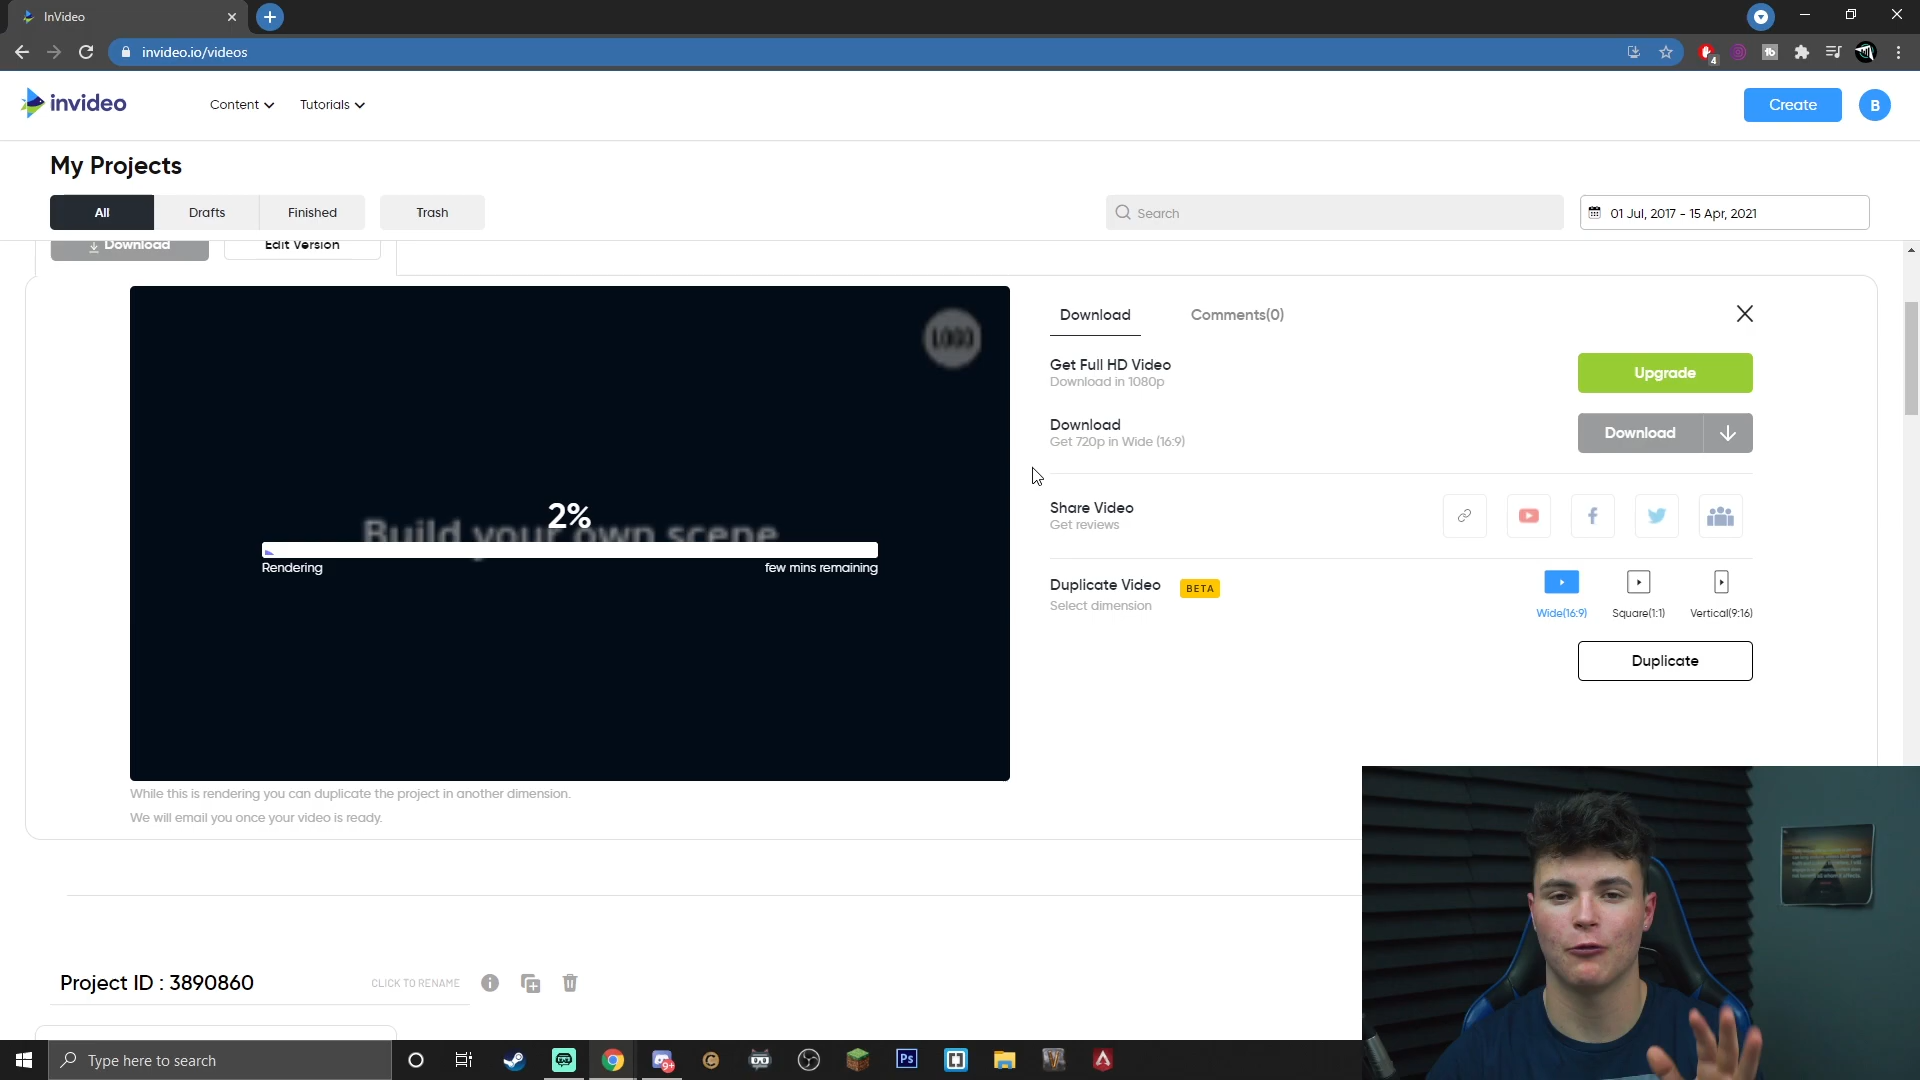 InVideo
invideo.io/videos
4
invideo
Content
Tutorials
Create
B
My Projects
All
Drafts
Finished
Trash
Search
01 Jul, 2017 - 15 Apr, 2021
Download
Edit Version
LOGO
Build your own scene
2%
Rendering
few mins remaining
Download
Comments(0)
Get Full HD Video
Download in 1080p
Upgrade
Download
Get 720p in Wide (16:9)
Download
Share Video
Get reviews
Duplicate Video
BETA
Select dimension
Wide(16:9)
Square(1:1)
Vertical(9:16)
Duplicate
While this is rendering you can duplicate the project in another dimension.
We will email you once your video is ready.
Project ID : 3890860
CLICK TO RENAME
Type here to search
9+
Ps